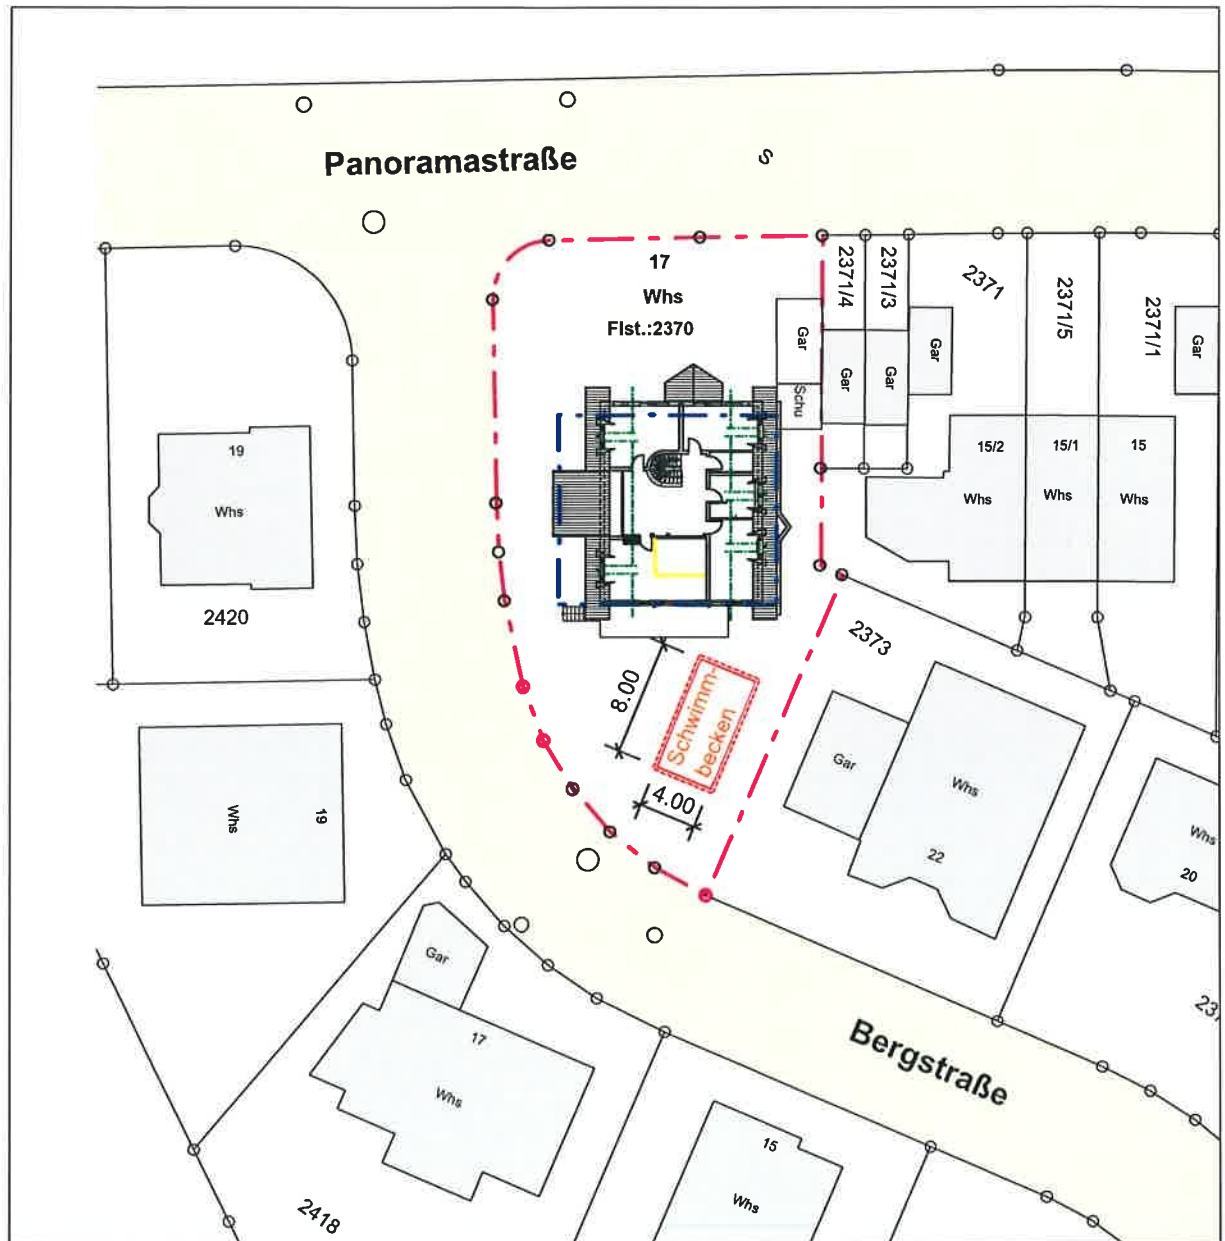 Panoramastraße
S
17
Whs
Flst.:2370
2371/4
2371/3
2371
2371/5
2371/1
Gar
Gar
Gar
Gar
Gar
Schu
19
Whs
2420
15/2
15/1
15
Whs
Whs
Whs
2373
8.00
Schwimm-
becken
4.00
Gar
Whs
22
Whs
20
Whs
19
Gar
17
Whs
2418
Bergstraße
15
Whs